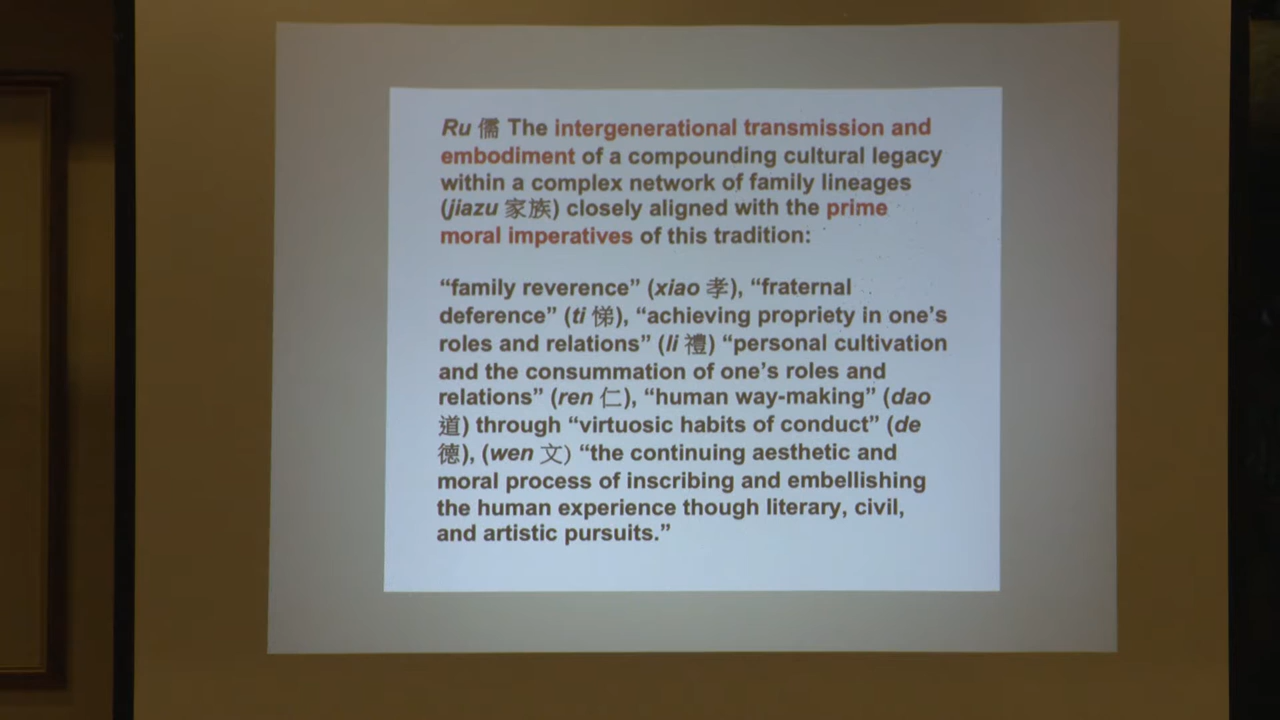 Ru 儒 The intergenerational transmission and
embodiment of a compounding cultural legacy
within a complex network of family lineages
(jiazu 家族) closely aligned with the prime
moral imperatives of this tradition:
“family reverence” (xiao 孝), “fraternal
deference” (ti 悌), “achieving propriety in one’s
roles and relations” (li 禮) “personal cultivation
and the consummation of one’s roles and
relations” (ren 仁), “human way-making” (dao
道) through “virtuosic habits of conduct” (de
德), (wen 文) “the continuing aesthetic and
moral process of inscribing and embellishing
the human experience though literary, civil,
and artistic pursuits.”